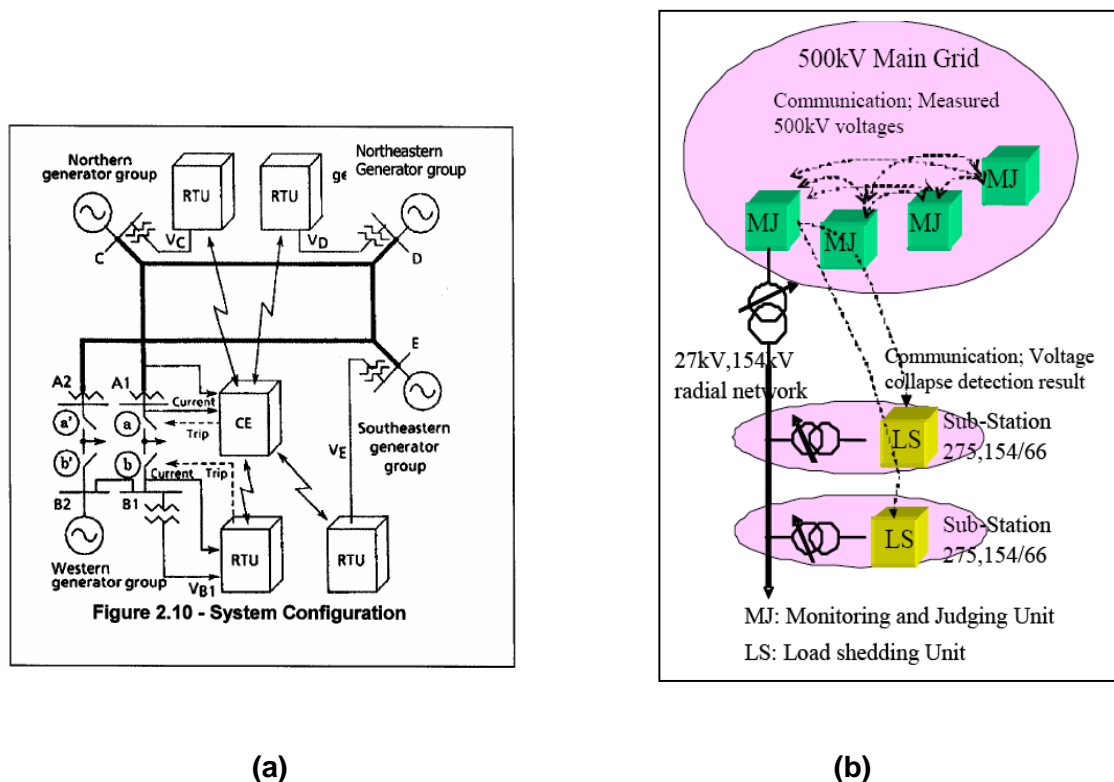 Northern
generator group
RTU
RTU
ge
Northeastern
Generator group
VC
VD
C
D
E
A2
A1
Current
CE
a'
a
Trip
Southeastern
generator
group
b'
b
Current
Trip
VE
B2
B1
RTU
RTU
Western
generator group
VB1
Figure 2.10 - System Configuration
(a)
500kV Main Grid
Communication; Measured
500kV voltages
MJ
MJ
MJ
MJ
27kV,154kV
radial network
Communication; Voltage
collapse detection result
LS
Sub-Station
275,154/66
LS
Sub-Station
275,154/66
MJ: Monitoring and Judging Unit
LS: Load shedding Unit
(b)